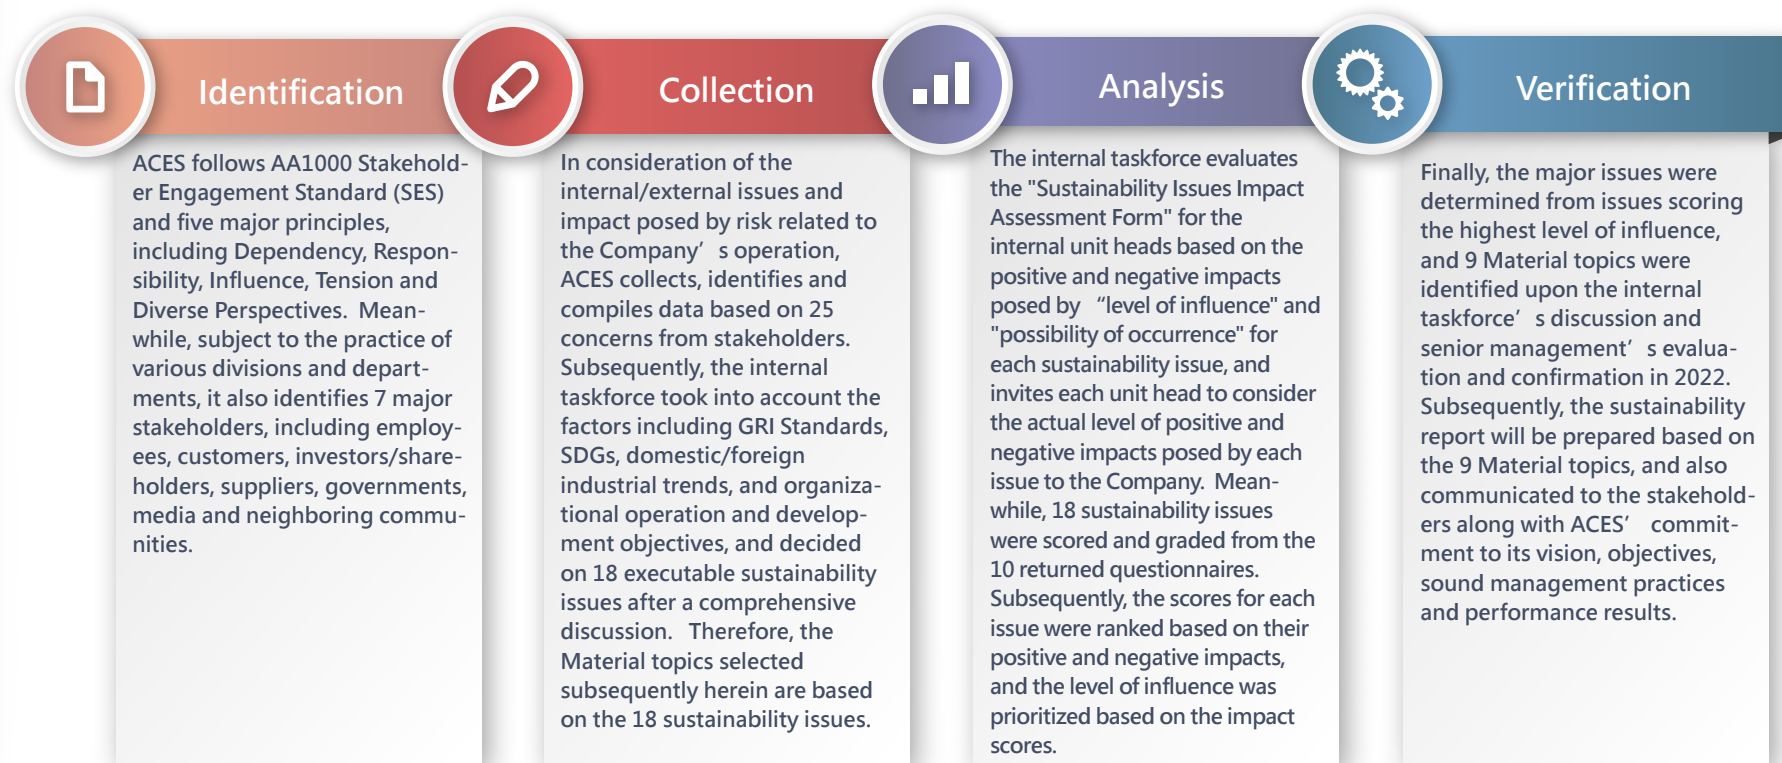 Identification
ACES follows AA1000 Stakehold-
er Engagement Standard (SES)
and five major principles,
including Dependency, Respon-
sibility, Influence, Tension and
Diverse Perspectives.  Mean-
while, subject to the practice of
various divisions and depart-
ments, it also identifies 7 major
stakeholders, including employ-
ees, customers, investors/share-
holders, suppliers, governments,
media and neighboring commu-
nities.
Collection
In consideration of the
internal/external issues and
impact posed by risk related to
the Company’ s operation,
ACES collects, identifies and
compiles data based on 25
concerns from stakeholders.
Subsequently, the internal
taskforce took into account the
factors including GRI Standards,
SDGs, domestic/foreign
industrial trends, and organiza-
tional operation and develop-
ment objectives, and decided
on 18 executable sustainability
issues after a comprehensive
discussion.  Therefore, the
Material topics selected
subsequently herein are based
on the 18 sustainability issues.
Analysis
The internal taskforce evaluates
the "Sustainability Issues Impact
Assessment Form" for the
internal unit heads based on the
positive and negative impacts
posed by “level of influence" and
"possibility of occurrence" for
each sustainability issue, and
invites each unit head to consider
the actual level of positive and
negative impacts posed by each
issue to the Company.  Mean-
while, 18 sustainability issues
were scored and graded from the
10 returned questionnaires.
Subsequently, the scores for each
issue were ranked based on their
positive and negative impacts,
and the level of influence was
prioritized based on the impact
scores.
Verification
Finally, the major issues were
determined from issues scoring
the highest level of influence,
and 9 Material topics were
identified upon the internal
taskforce’ s discussion and
senior management’ s evalua-
tion and confirmation in 2022.
Subsequently, the sustainability
report will be prepared based on
the 9 Material topics, and also
communicated to the stakehold-
ers along with ACES’ commit-
ment to its vision, objectives,
sound management practices
and performance results.